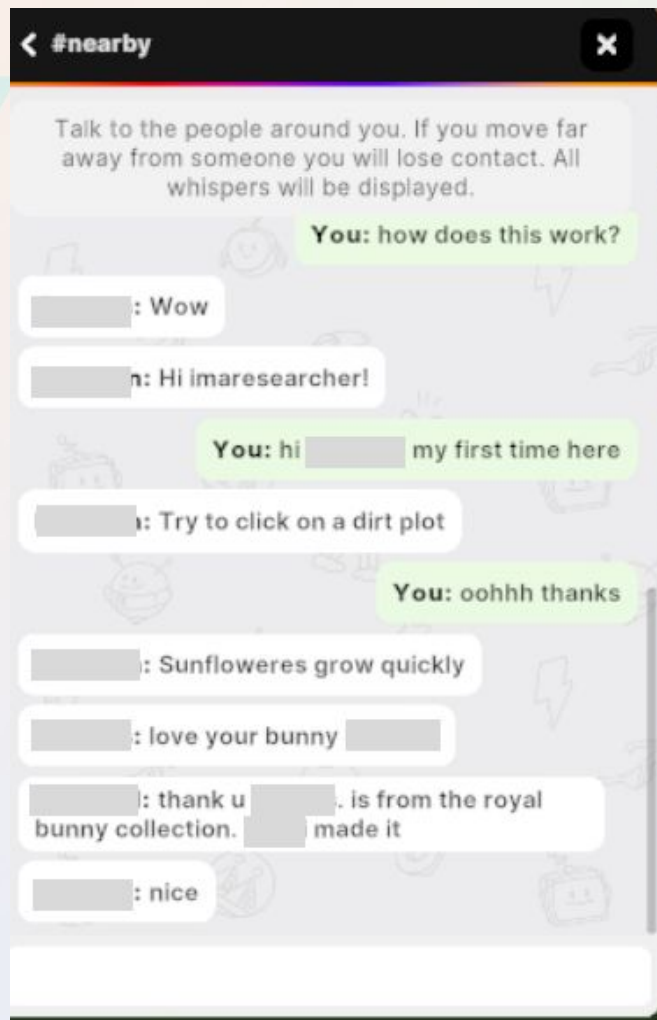 #nearby
Talk to the people around you. If you move far
away from someone you will lose contact. All
whispers will be displayed.
You: how does this work?
: Wow
n: Hi imaresearcher!
You: hi my first time here
: Try to click on a dirt plot
You: oohhh thanks
: Sunfloweres grow quickly
: love your bunny
: thank u . is from the royal
bunny collection. made it
: nice